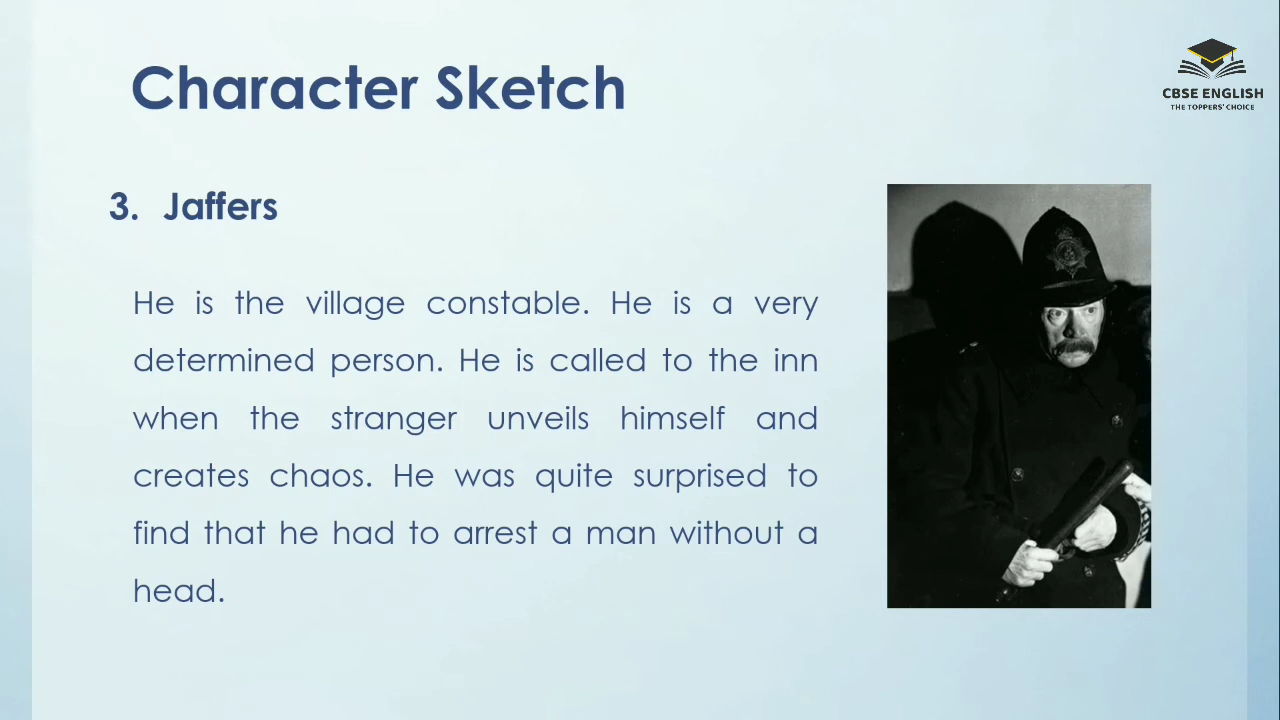 Character Sketch
CBSE ENGLISH
THE TOPPERS' CHOICE
3. Jaffers
He is the village constable. He is a very
determined person. He is called to the inn
when the stranger unveils himself and
creates chaos. He was quite surprised to
find that he had to arrest a man without a
head.